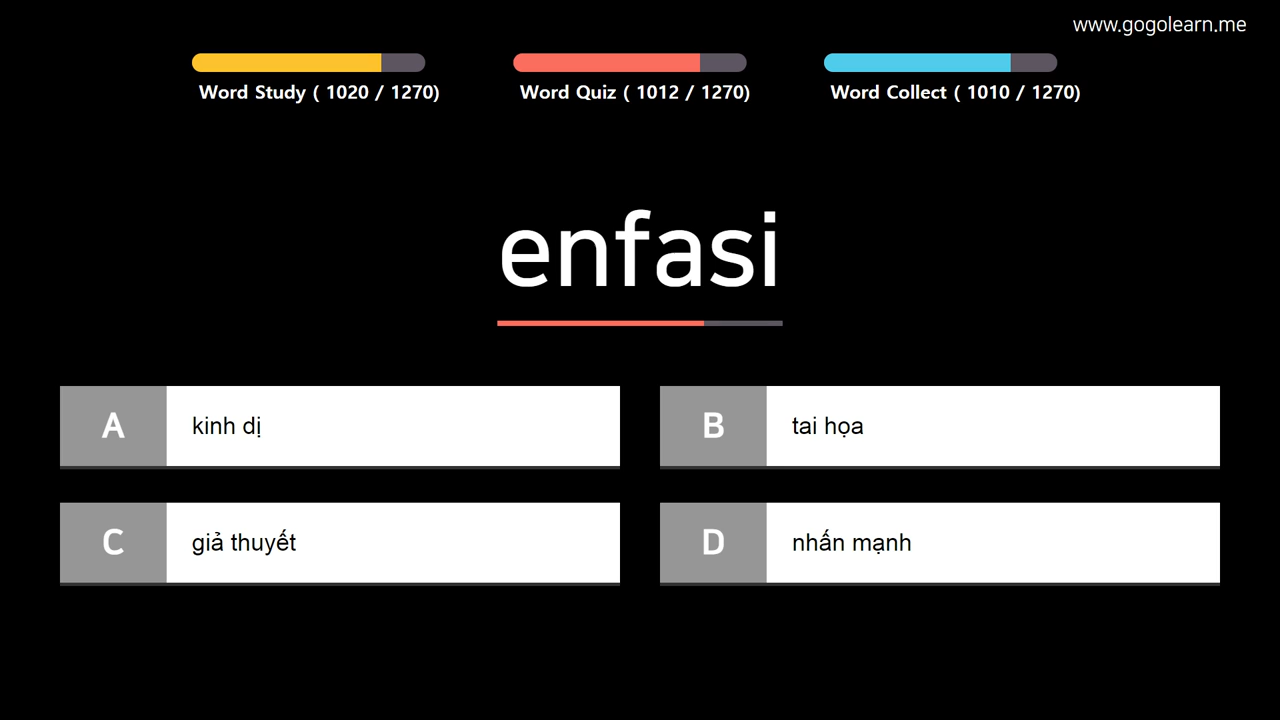 www.gogolearn.me
Word Study ( 1020 / 1270)
Word Quiz ( 1012 / 1270)
Word Collect ( 1010 / 1270)
enfasi
A kinh dị
B tai họa
C giả thuyết
D nhấn mạnh